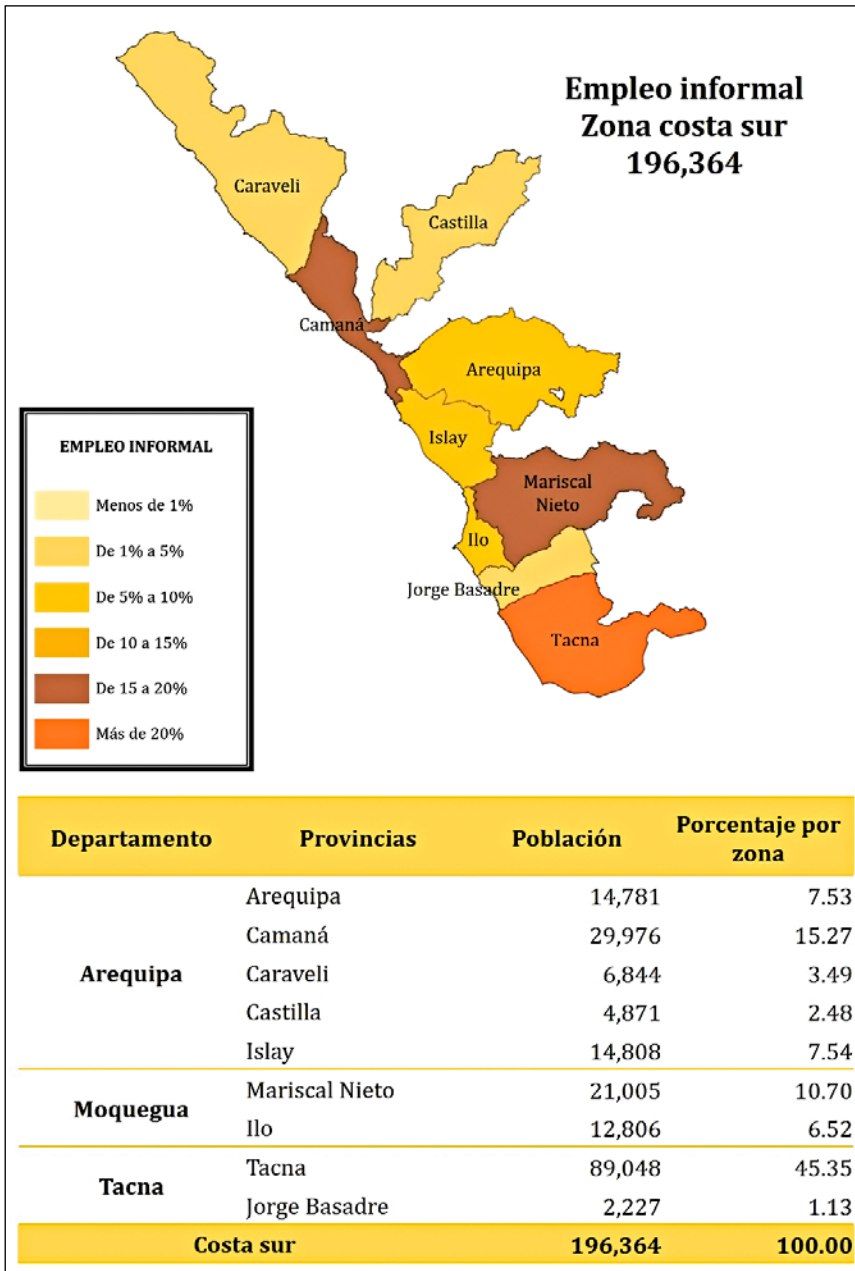 Empleo informal
Zona costa sur
196,364
Caraveli
Castilla
Camaná
Arequipa
Islay
Mariscal
Nieto
Ilo
Jorge Basadre
Tacna
EMPLEO INFORMAL
Menos de 1%
De 1% a 5%
De 5% a 10%
De 10 a 15%
De 15 a 20%
Más de 20%
Departamento Provincias Población Porcentaje por zona
Arequipa
Arequipa 14,781 7.53
Camaná 29,976 15.27
Caraveli 6,844 3.49
Castilla 4,871 2.48
Islay 14,808 7.54
Moquegua
Mariscal Nieto 21,005 10.70
Ilo 12,806 6.52
Tacna
Tacna 89,048 45.35
Jorge Basadre 2,227 1.13
Costa sur 196,364 100.00